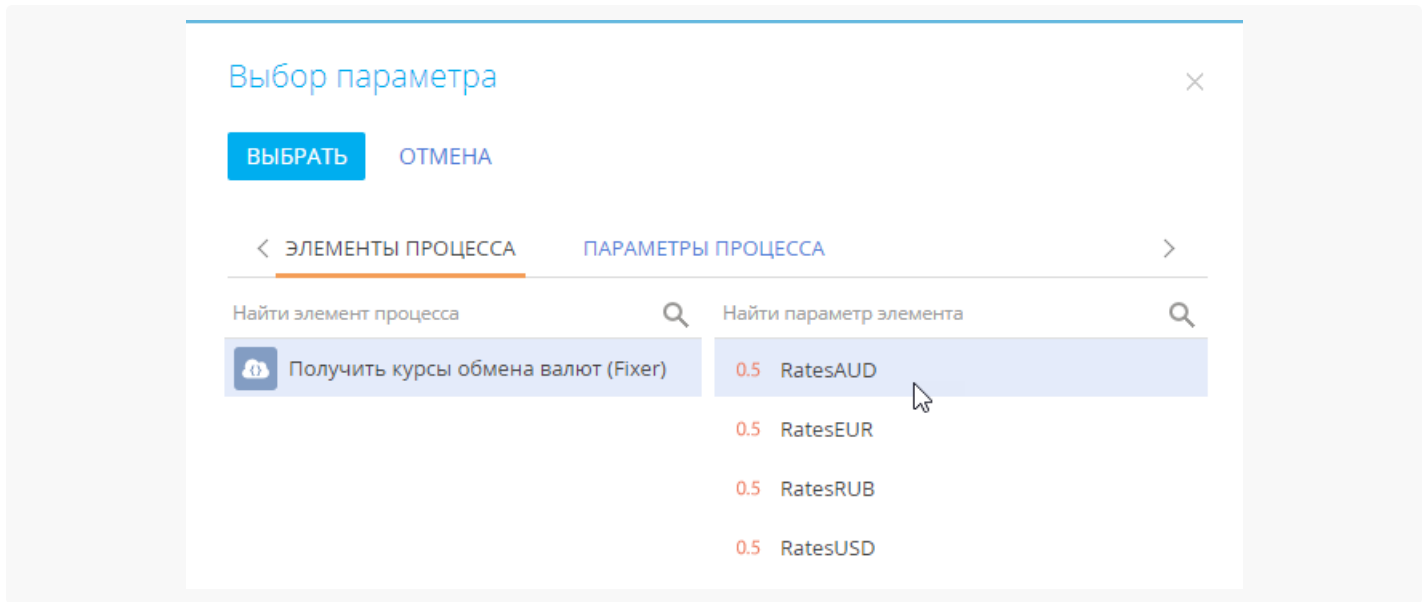 Выбор параметра
ВЫБРАТЬ ОТМЕНА
ЭЛЕМЕНТЫ ПРОЦЕССА ПАРАМЕТРЫ ПРОЦЕССА
Найти элемент процесса Найти параметр элемента
Получить курсы обмена валют (Fixer) 0.5 RatesAUD
0.5 RatesEUR
0.5 RatesRUB
0.5 RatesUSD